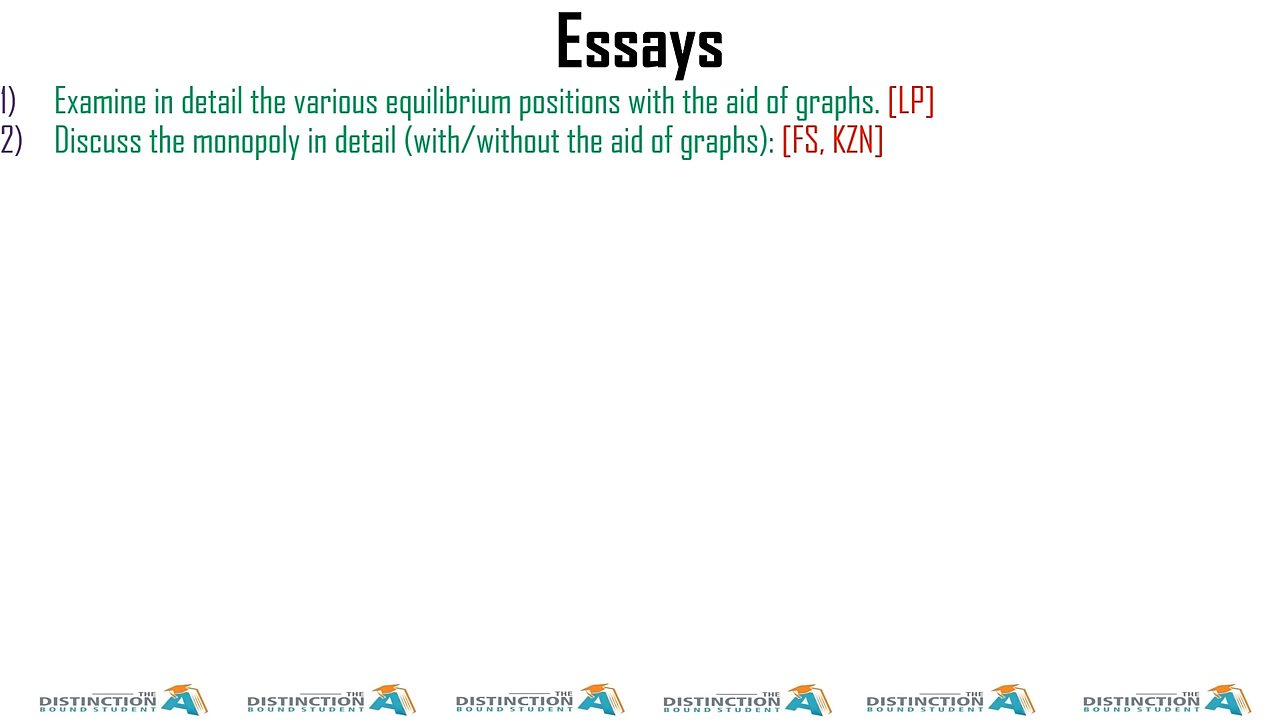 Essays
1) Examine in detail the various equilibrium positions with the aid of graphs. [LP]
2) Discuss the monopoly in detail (with/without the aid of graphs): [FS, KZN]
THE
DISTINCTION
BOUND STUDENT
THE
DISTINCTION
BOUND STUDENT
THE
DISTINCTION
BOUND STUDENT
THE
DISTINCTION
BOUND STUDENT
THE
DISTINCTION
BOUND STUDENT
THE
DISTINCTION
BOUND STUDENT